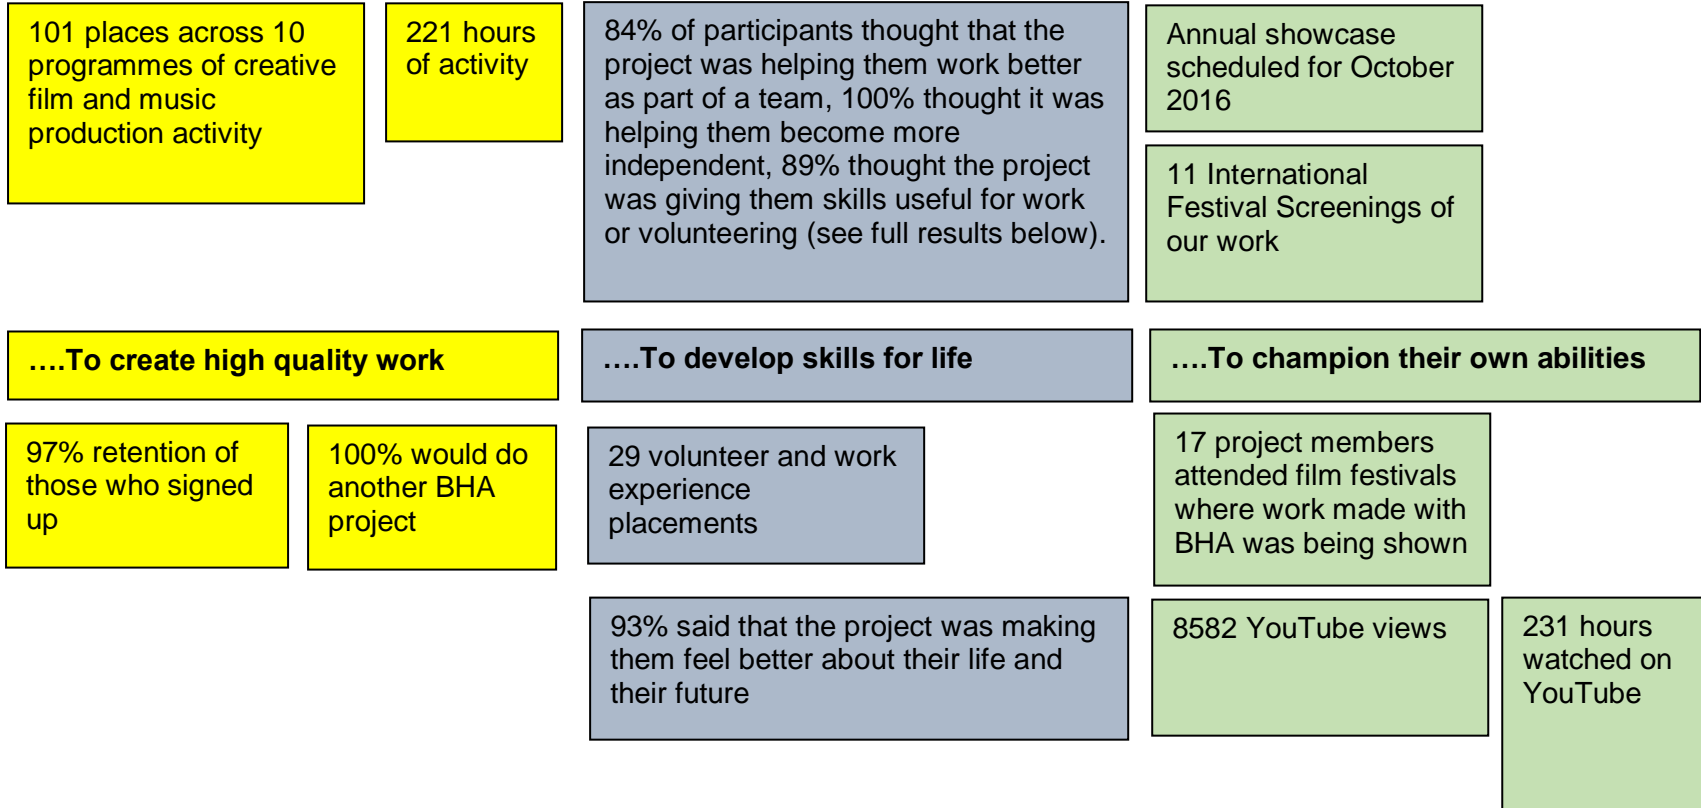 101 places across 10
programmes of creative
film and music
production activity
221 hours
of activity
84% of participants thought that the
project was helping them work better
as part of a team, 100% thought it was
helping them become more
independent, 89% thought the project
was giving them skills useful for work
or volunteering (see full results below).
Annual showcase
scheduled for October
2016
11 International
Festival Screenings of
our work
….To create high quality work
….To develop skills for life
….To champion their own abilities
97% retention of
those who signed
up
100% would do
another BHA
project
29 volunteer and work
experience
placements
17 project members
attended film festivals
where work made with
BHA was being shown
93% said that the project was making
them feel better about their life and
their future
8582 YouTube views
231 hours
watched on
YouTube